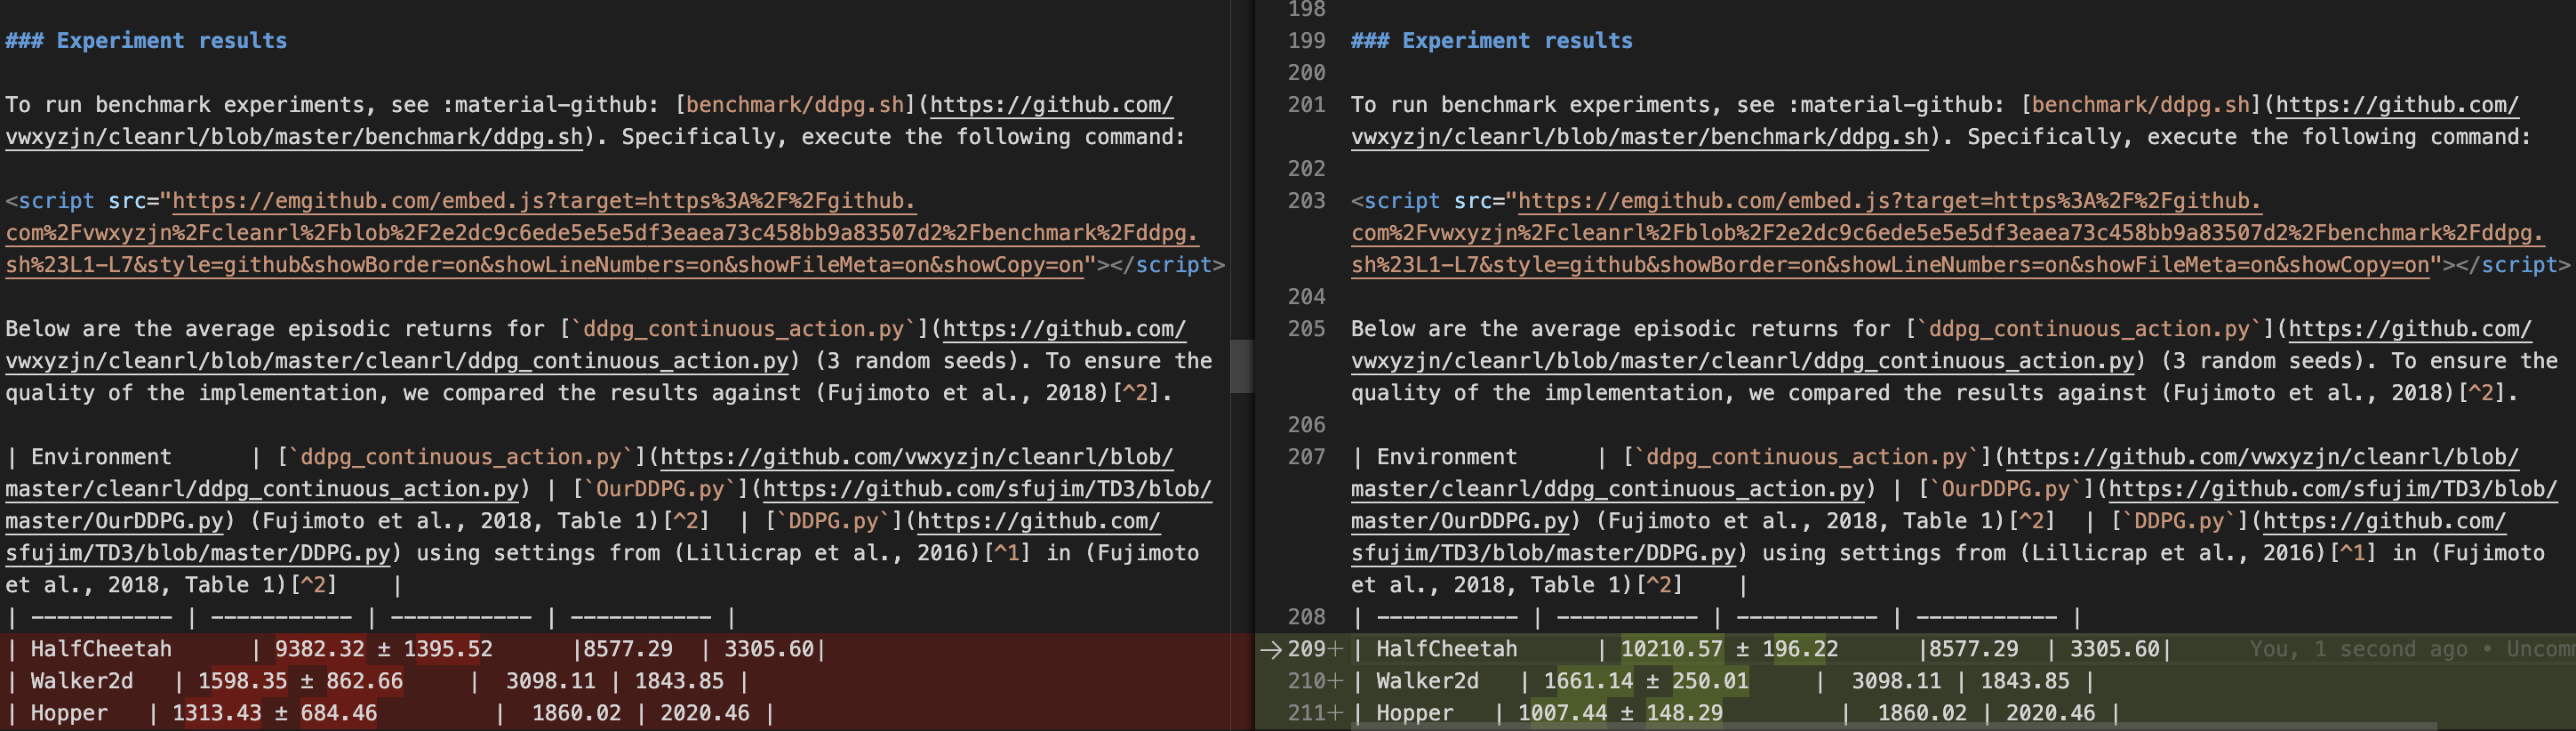 ### Experiment results
To run benchmark experiments, see :material-github: [benchmark/ddpg.sh](https://github.com/
vwxyzjn/cleanrl/blob/master/benchmark/ddpg.sh). Specifically, execute the following command:
<script src="https://emgithub.com/embed.js?target=https%3A%2F%2Fgithub.
com%2Fvwxyzjn%2Fcleanrl%2Fblob%2F2e2dc9c6ede5e5e5df3eaea73c458bb9a83507d2%2Fbenchmark%2Fddpg.
sh%23L1-L7&style=github&showBorder=on&showLineNumbers=on&showFileMeta=on&showCopy=on"></script>
Below are the average episodic returns for [`ddpg_continuous_action.py`](https://github.com/
vwxyzjn/cleanrl/blob/master/cleanrl/ddpg_continuous_action.py) (3 random seeds). To ensure the
quality of the implementation, we compared the results against (Fujimoto et al., 2018)[^2].
| Environment | [`ddpg_continuous_action.py`](https://github.com/vwxyzjn/cleanrl/blob/
master/cleanrl/ddpg_continuous_action.py) | [`OurDDPG.py`](https://github.com/sfujim/TD3/blob/
master/OurDDPG.py) (Fujimoto et al., 2018, Table 1)[^2] | [`DDPG.py`](https://github.com/
sfujim/TD3/blob/master/DDPG.py) using settings from (Lillicrap et al., 2016)[^1] in (Fujimoto
et al., 2018, Table 1)[^2] |
| ----------- | ----------- | ----------- | ----------- |
| HalfCheetah | 9382.32 ± 1395.52 |8577.29 | 3305.60|
| Walker2d | 1598.35 ± 862.66 | 3098.11 | 1843.85 |
| Hopper | 1313.43 ± 684.46 | 1860.02 | 2020.46 |
198
199 ### Experiment results
200
201 To run benchmark experiments, see :material-github: [benchmark/ddpg.sh](https://github.com/
vwxyzjn/cleanrl/blob/master/benchmark/ddpg.sh). Specifically, execute the following command:
202
203 <script src="https://emgithub.com/embed.js?target=https%3A%2F%2Fgithub.
com%2Fvwxyzjn%2Fcleanrl%2Fblob%2F2e2dc9c6ede5e5e5df3eaea73c458bb9a83507d2%2Fbenchmark%2Fddpg.
sh%23L1-L7&style=github&showBorder=on&showLineNumbers=on&showFileMeta=on&showCopy=on"></script>
204
205 Below are the average episodic returns for [`ddpg_continuous_action.py`](https://github.com/
vwxyzjn/cleanrl/blob/master/cleanrl/ddpg_continuous_action.py) (3 random seeds). To ensure the
quality of the implementation, we compared the results against (Fujimoto et al., 2018)[^2].
206
207 | Environment | [`ddpg_continuous_action.py`](https://github.com/vwxyzjn/cleanrl/blob/
master/cleanrl/ddpg_continuous_action.py) | [`OurDDPG.py`](https://github.com/sfujim/TD3/blob/
master/OurDDPG.py) (Fujimoto et al., 2018, Table 1)[^2] | [`DDPG.py`](https://github.com/
sfujim/TD3/blob/master/DDPG.py) using settings from (Lillicrap et al., 2016)[^1] in (Fujimoto
et al., 2018, Table 1)[^2] |
208 | ----------- | ----------- | ----------- | ----------- |
→209+ | HalfCheetah | 10210.57 ± 196.22 |8577.29 | 3305.60| You, 1 second ago • Uncomm
210+ | Walker2d | 1661.14 ± 250.01 | 3098.11 | 1843.85 |
211+ | Hopper | 1007.44 ± 148.29 | 1860.02 | 2020.46 |